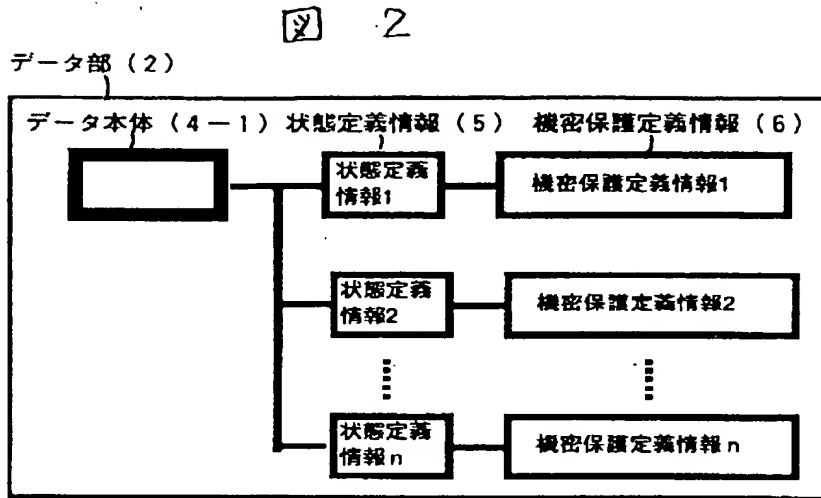 図 2
データ部(2)
データ本体(4-1) 状態定義情報(5) 機密保護定義情報(6)
状態定義
情報1
機密保護定義情報1
状態定義
情報2
機密保護定義情報2
状態定義
情報n
機密保護定義情報n